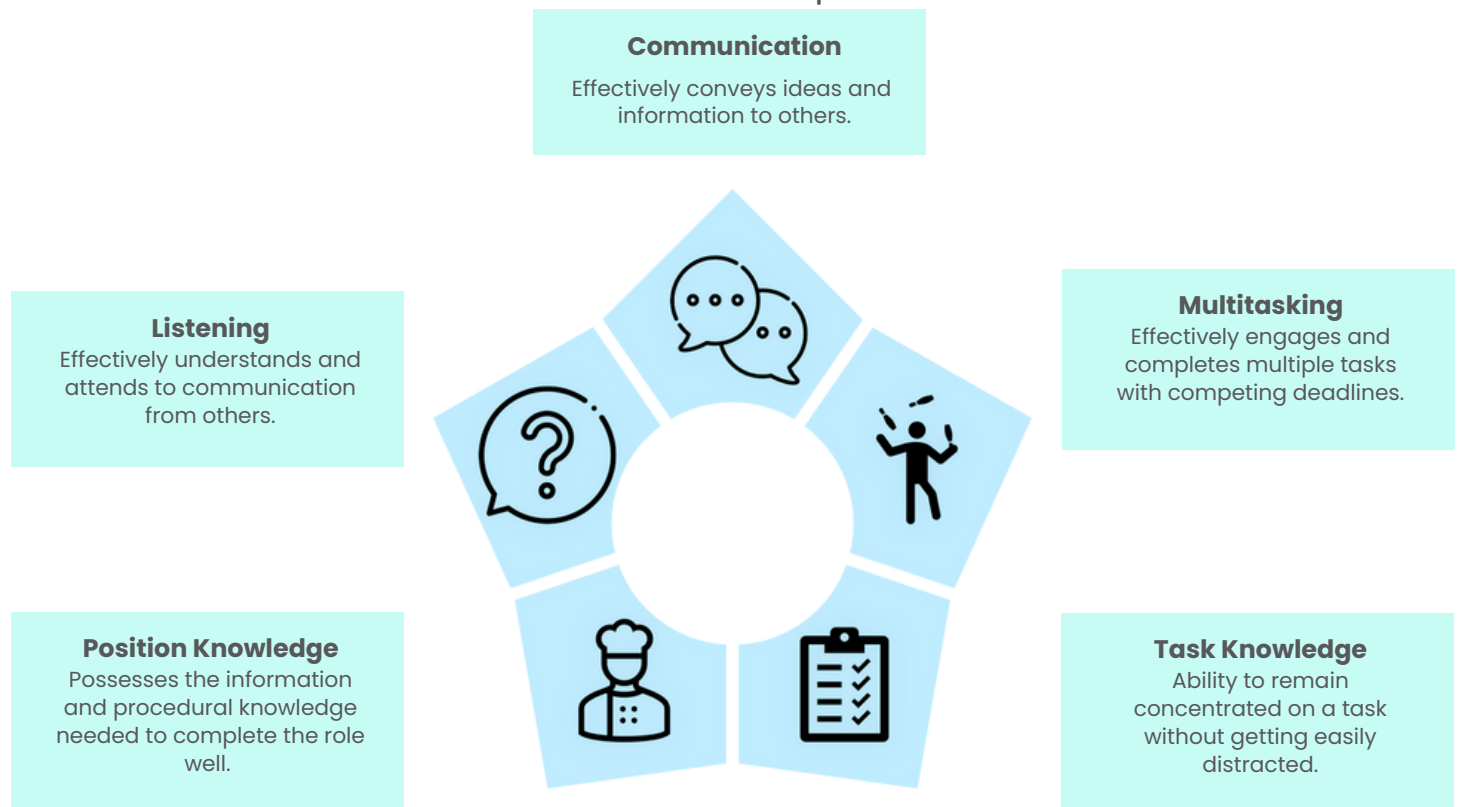 Communication
Effectively conveys ideas and
information to others.
Listening
Effectively understands and
attends to communication
from others.
Multitasking
Effectively engages and
completes multiple tasks
with competing deadlines.
Position Knowledge
Possesses the information
and procedural knowledge
needed to complete the role
well.
Task Knowledge
Ability to remain
concentrated on a task
without getting easily
distracted.